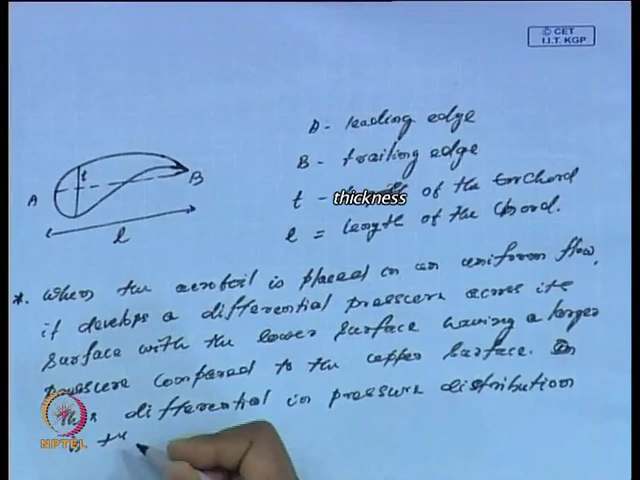 © CET
I.I.T. KGP
A - leading edge
B - trailing edge
t - thickness of the chord
l = length of the chord.
A
t
B
l
*. When the aerofoil is placed in an uniform flow,
it develops a differential pressure across its
surface with the lower surface having a larger
pressure compared to the upper surface.
differential in pressure distribution
is the
NPTEL